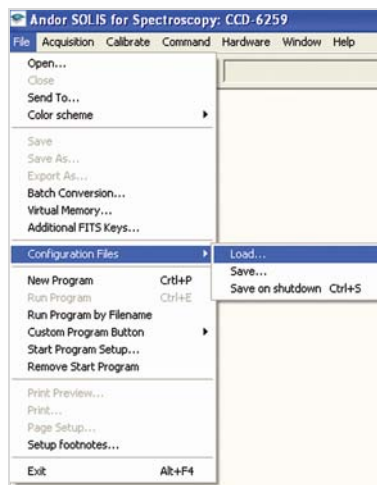 Andor SOLIS for Spectroscopy: CCD-6259
File Acquisition Calibrate Command Hardware Window Help
Open...
Close
Send To...
Color scheme
Save
Save As...
Export As...
Batch Conversion...
Virtual Memory...
Additional FITS Keys...
Configuration Files
Load...
Save...
Save on shutdown Ctrl+S
New Program Crtl+P
Run Program Ctrl+E
Run Program by Filename
Custom Program Button
Start Program Setup...
Remove Start Program
Print Preview...
Print...
Page Setup...
Setup footnotes...
Exit Alt+F4